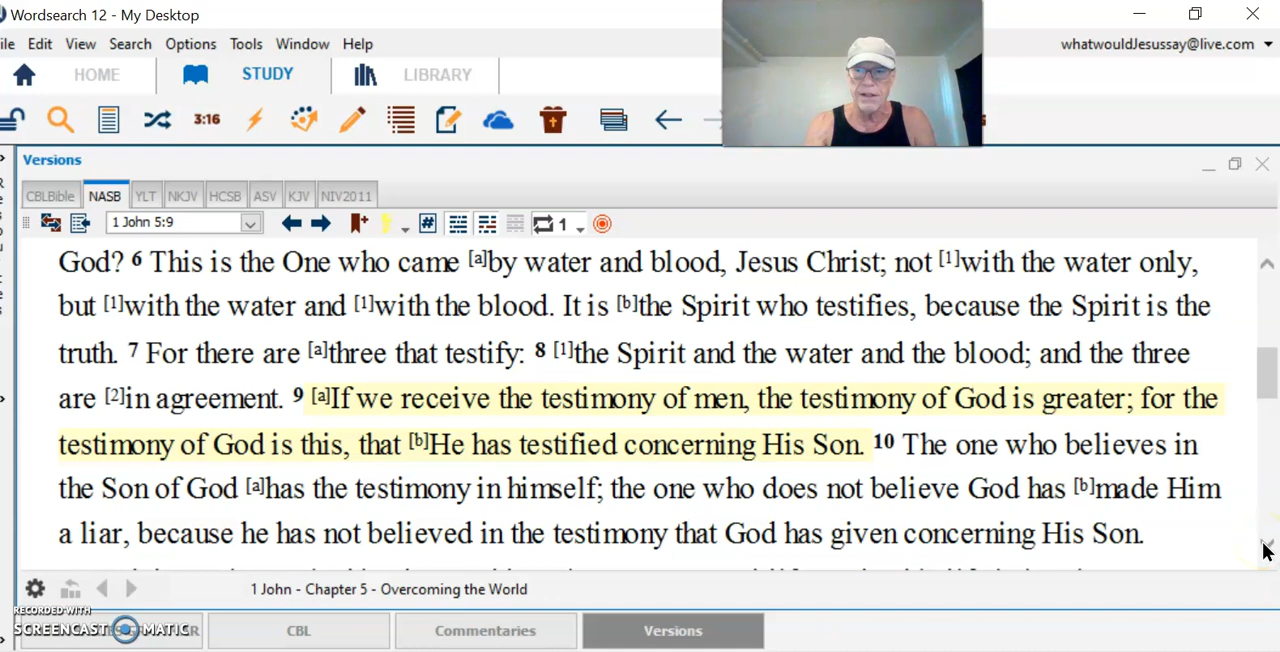 Wordsearch 12 - My Desktop
ile Edit View Search Options Tools Window Help
whatwouldJesussay@live.com
HOME STUDY LIBRARY
3:16
Versions
CBLBible NASB YLT NKJV HCSB ASV KJV NIV2011
1 John 5:9
# 1
God? 6 This is the One who came [a]by water and blood, Jesus Christ; not [1]with the water only,
but [1]with the water and [1]with the blood. It is [b]the Spirit who testifies, because the Spirit is the
truth. 7 For there are [a]three that testify: 8 [1]the Spirit and the water and the blood; and the three
are [2]in agreement. 9 [a]If we receive the testimony of men, the testimony of God is greater; for the
testimony of God is this, that [b]He has testified concerning His Son. 10 The one who believes in
the Son of God [a]has the testimony in himself; the one who does not believe God has [b]made Him
a liar, because he has not believed in the testimony that God has given concerning His Son.
1 John - Chapter 5 - Overcoming the World
RECORDED WITH
SCREENCAST MATIC
CBL Commentaries Versions